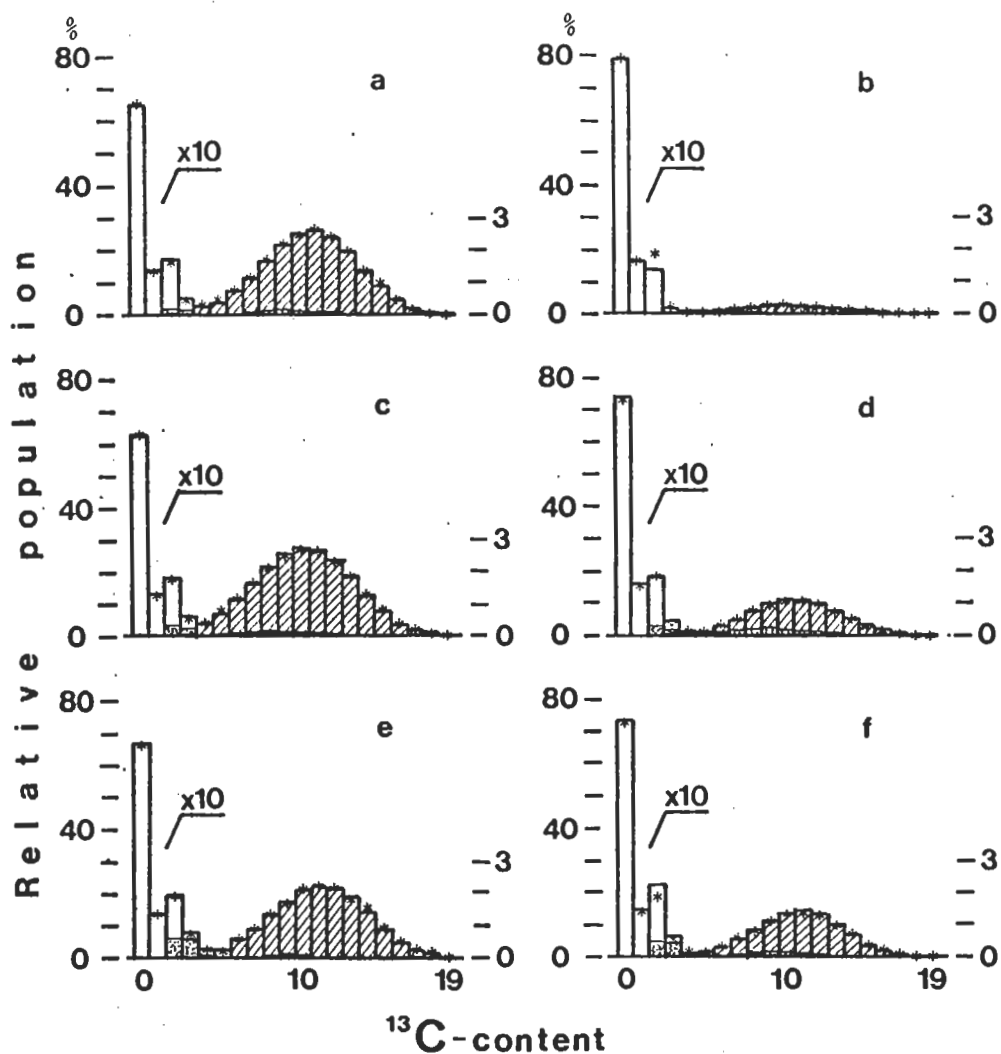 % %
80 a 80 b
x10 x10
40 3 40 3
0 0 0 0
80 c 80 d
x10 x10
40 3 40 3
0 0 0 0
80 e 80 f
x10 x10
40 3 40 3
0 0 0 0
0 10 19 0 10 19
Relative population
¹³C-content